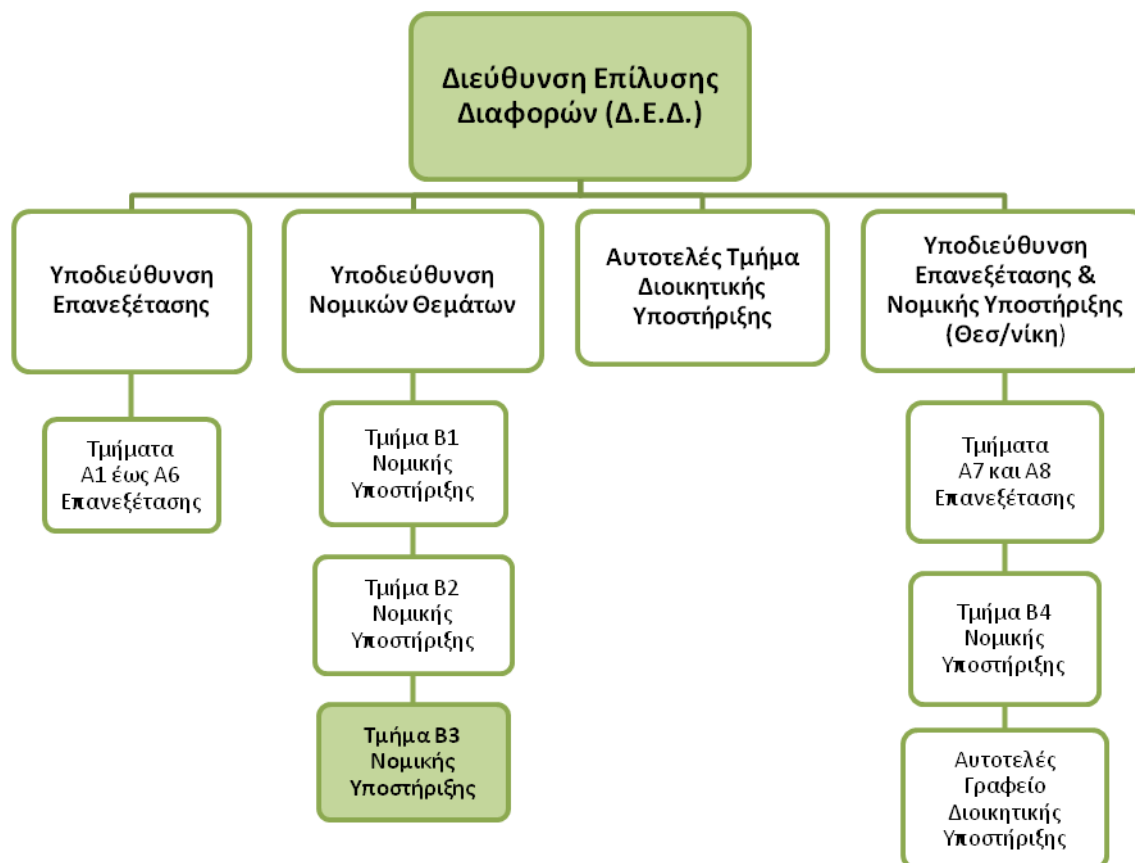 Διεύθυνση Επίλυσης
Διαφορών (Δ.Ε.Δ.)
Υποδιεύθυνση
Επανεξέτασης
Υποδιεύθυνση
Νομικών Θεμάτων
Αυτοτελές Τμήμα
Διοικητικής
Υποστήριξης
Υποδιεύθυνση
Επανεξέτασης &
Νομικής Υποστήριξης
(Θεσ/νίκη)
Τμήματα
Α1 έως Α6
Επανεξέτασης
Τμήμα Β1
Νομικής
Υποστήριξης
Τμήμα Β2
Νομικής
Υποστήριξης
Τμήμα Β3
Νομικής
Υποστήριξης
Τμήματα
Α7 και Α8
Επανεξέτασης
Τμήμα Β4
Νομικής
Υποστήριξης
Αυτοτελές
Γραφείο
Διοικητικής
Υποστήριξης